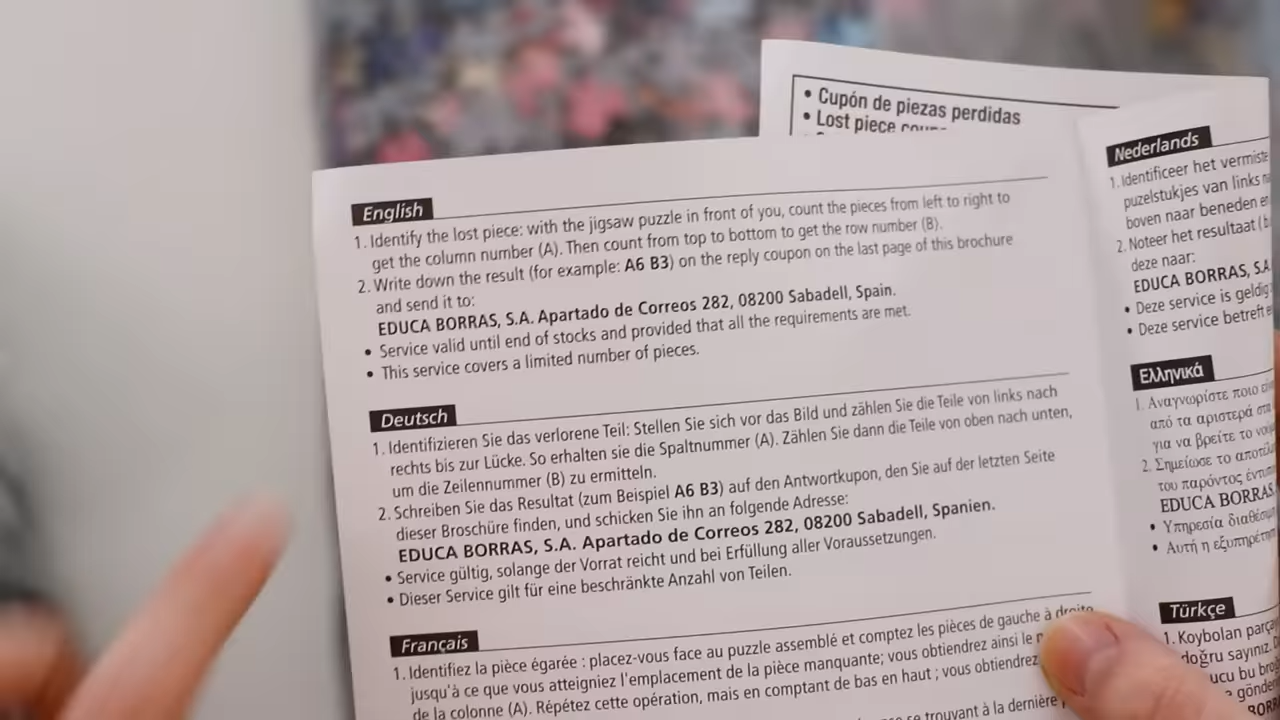 • Cupón de piezas perdidas
• Lost piece
English
1. Identify the lost piece: with the jigsaw puzzle in front of you, count the pieces from left to right to
get the column number (A). Then count from top to bottom to get the row number (B).
2. Write down the result (for example: A6 B3) on the reply coupon on the last page of this brochure
and send it to:
EDUCA BORRAS, S.A. Apartado de Correos 282, 08200 Sabadell, Spain.
• Service valid until end of stocks and provided that all the requirements are met.
• This service covers a limited number of pieces.
Deutsch
1. Identifizieren Sie das verlorene Teil: Stellen Sie sich vor das Bild und zählen Sie die Teile von links nach
rechts bis zur Lücke. So erhalten sie die Spaltnummer (A). Zählen Sie dann die Teile von oben nach unten,
um die Zeilennummer (B) zu ermitteln.
2. Schreiben Sie das Resultat (zum Beispiel A6 B3) auf den Antwortkupon, den Sie auf der letzten Seite
dieser Broschüre finden, und schicken Sie ihn an folgende Adresse:
EDUCA BORRAS, S.A. Apartado de Correos 282, 08200 Sabadell, Spanien.
• Service gültig, solange der Vorrat reicht und bei Erfüllung aller Voraussetzungen.
• Dieser Service gilt für eine beschränkte Anzahl von Teilen.
Français
1. Identifiez la pièce égarée : placez-vous face au puzzle assemblé et comptez les pièces de gauche à droite
jusqu'à ce que vous atteigniez l'emplacement de la pièce manquante; vous obtiendrez ainsi le
de la colonne (A). Répétez cette opération, mais en comptant de bas en haut ; vous obtiendrez
se trouvant à la dernière
Nederlands
1. Identificeer het vermiste
puzelstukjes van links
boven naar beneden
2. Noteer het resultaat
deze naar:
EDUCA BORRAS, S.A.
• Deze service is geldig
• Deze service betreft
Ελληνικά
1. Αναγνωρίστε ποιο
από τα αριστερά
για να βρείτε το
2. Σημείωσε το
του παρόντος
EDUCA BORRAS
• Υπηρεσία
• Αυτή η
Türkçe
1. Koybolan
doğru sayınız.
bu